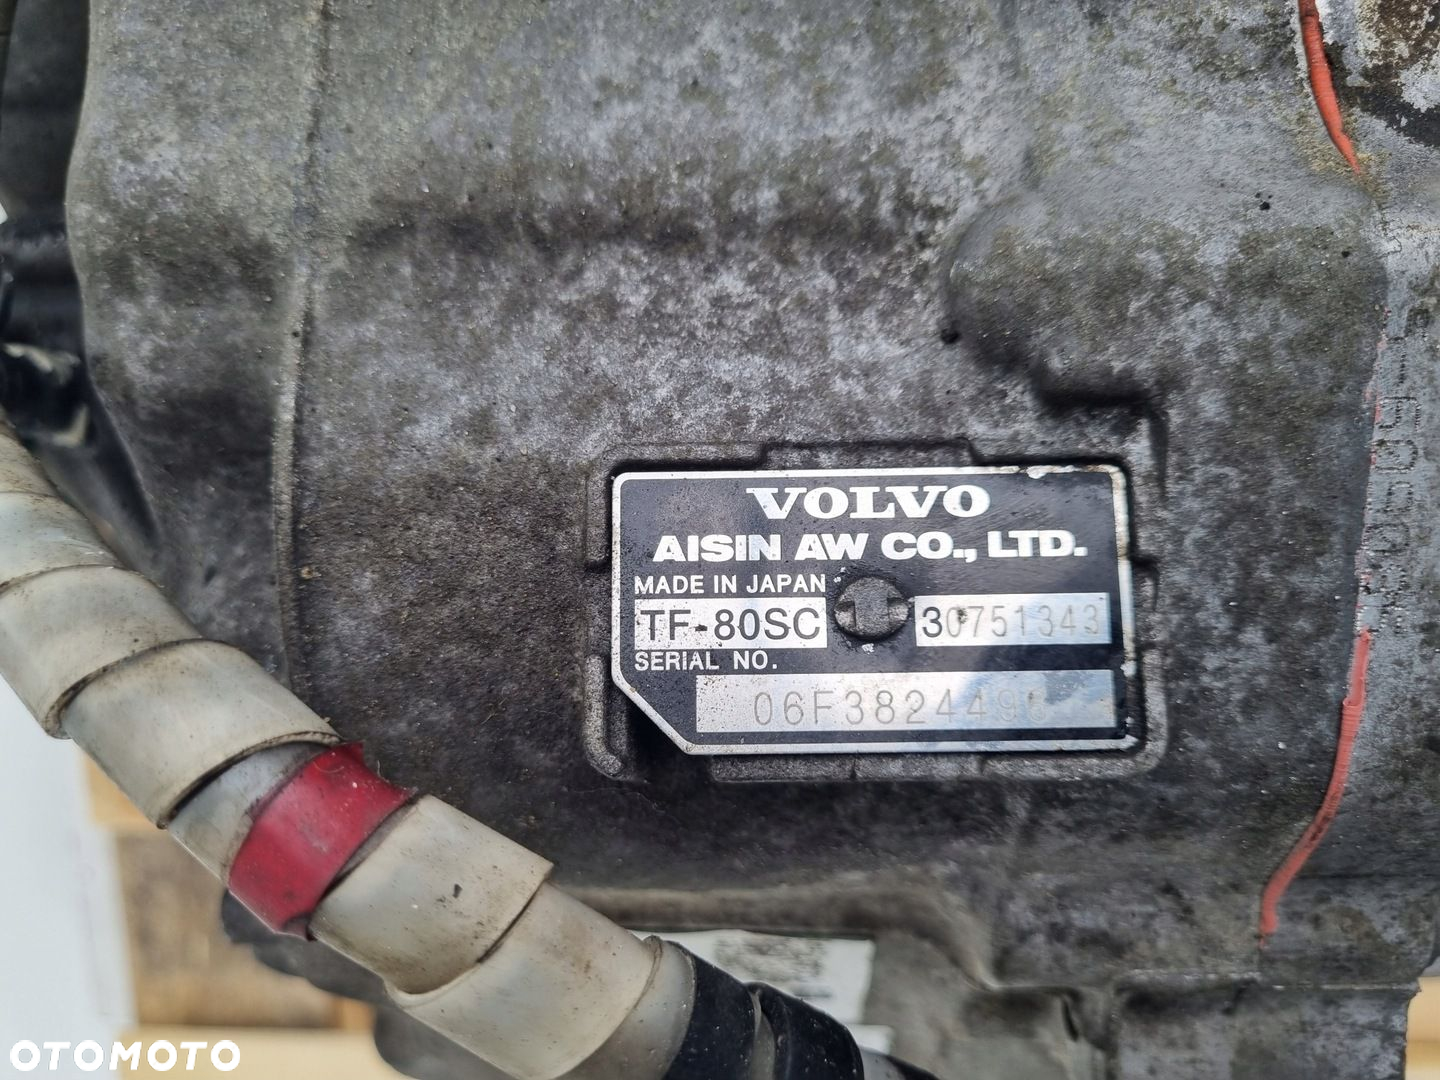 VOLVO
AISIN AW CO., LTD.
MADE IN JAPAN
TF-80SC 30751343
SERIAL NO.
OTOMOTO